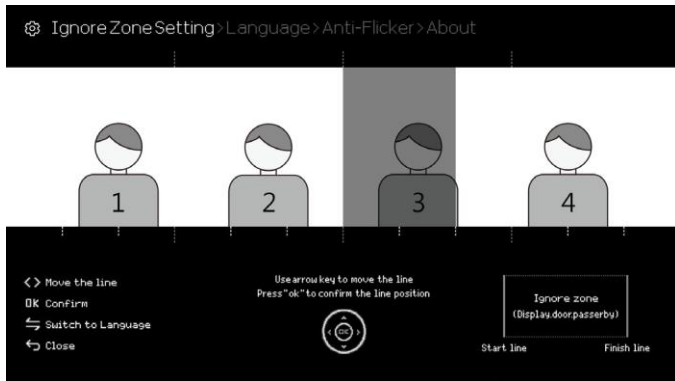 Ignore Zone Setting>Language>Anti-Flicker>About
1 2 3 4
<> Move the line
OK Confirm
Switch to Language
Close
Use arrow key to move the line
Press "ok" to confirm the line position
OK
Ignore zone
(Display.door.passerby)
Start line Finish line